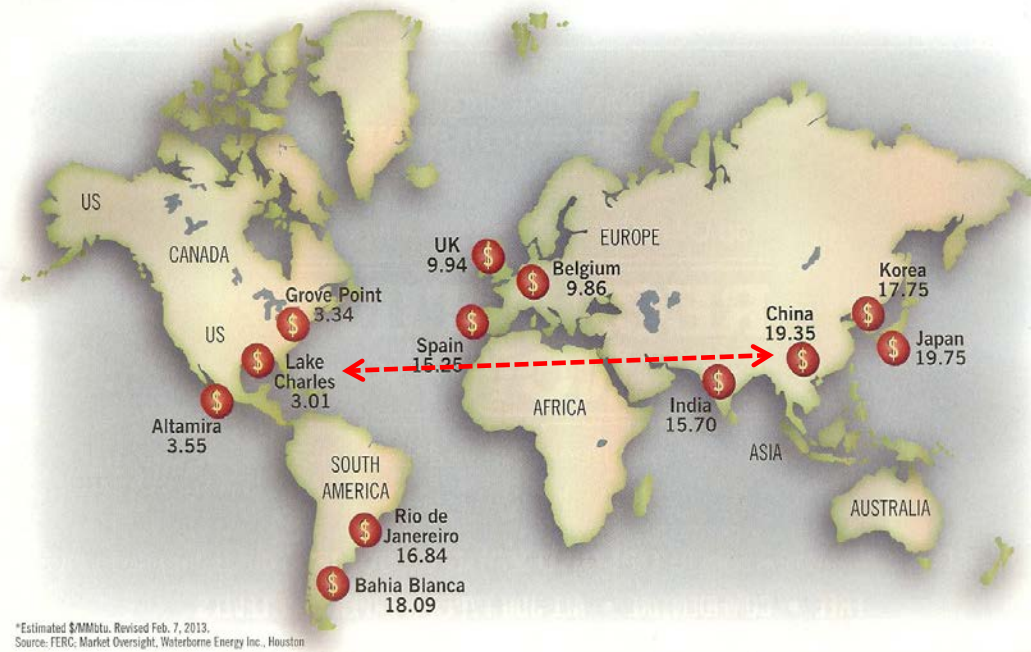 US
CANADA
Grove Point
3.34
US
Lake
Charles
3.01
Altamira
3.55
SOUTH
AMERICA
Rio de
Janereiro
16.84
Bahia Blanca
18.09
UK
9.94
Belgium
9.86
EUROPE
Spain
15.25
AFRICA
India
15.70
ASIA
China
19.35
Korea
17.75
Japan
19.75
AUSTRALIA
*Estimated $/MMbtu. Revised Feb. 7, 2013.
Source: FERC; Market Oversight, Waterborne Energy Inc., Houston